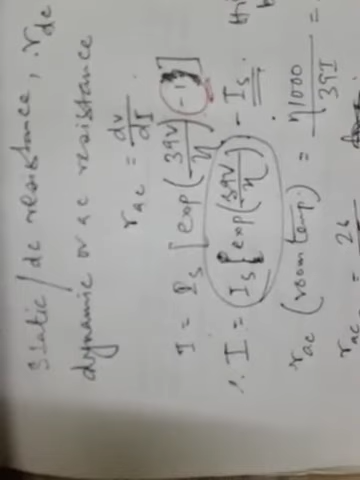 Static / dc resistance, r_dc
dynamic or ac resistance
r_ac = dv/dI
I = I_s [exp(39V/η) - 1]
∴ I = I_s [exp(39V/η)] - I_s.
r_ac (room temp.) = η1000/39I =
r_ac = 26